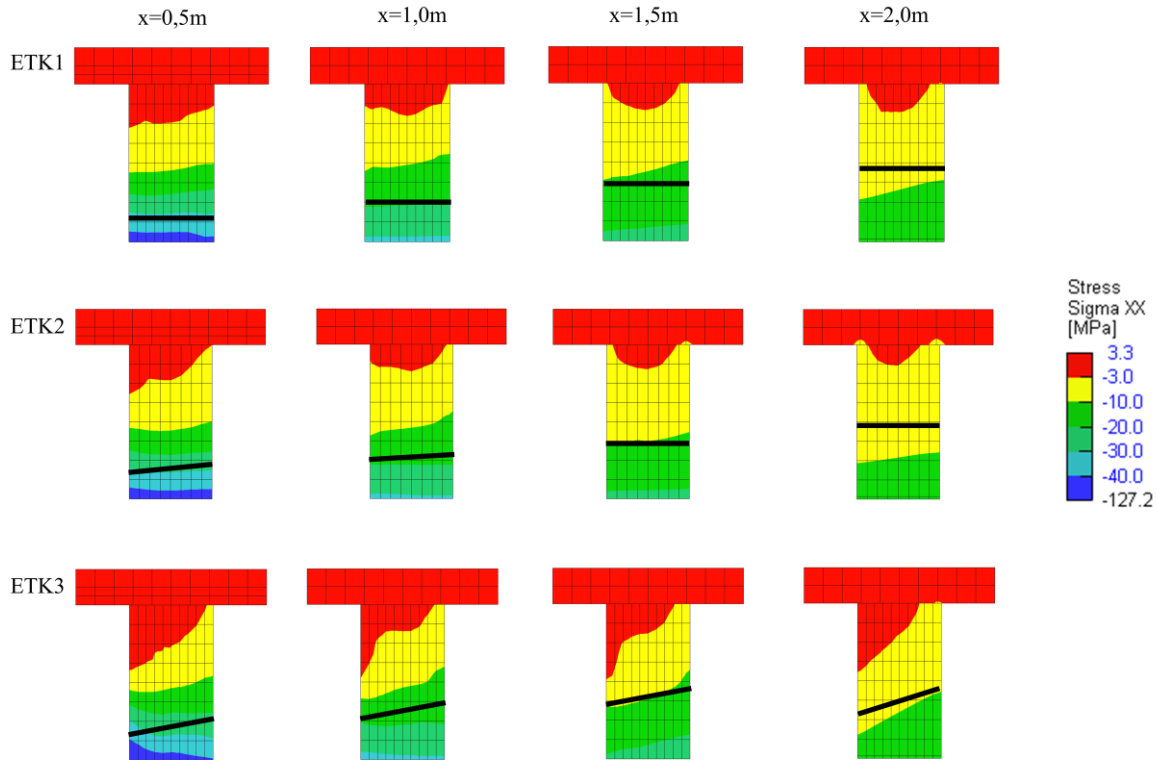 x=0,5m
x=1,0m
x=1,5m
x=2,0m
ETK1
ETK2
Stress
Sigma XX
[MPa]
3.3
-3.0
-10.0
-20.0
-30.0
-40.0
-127.2
ETK3